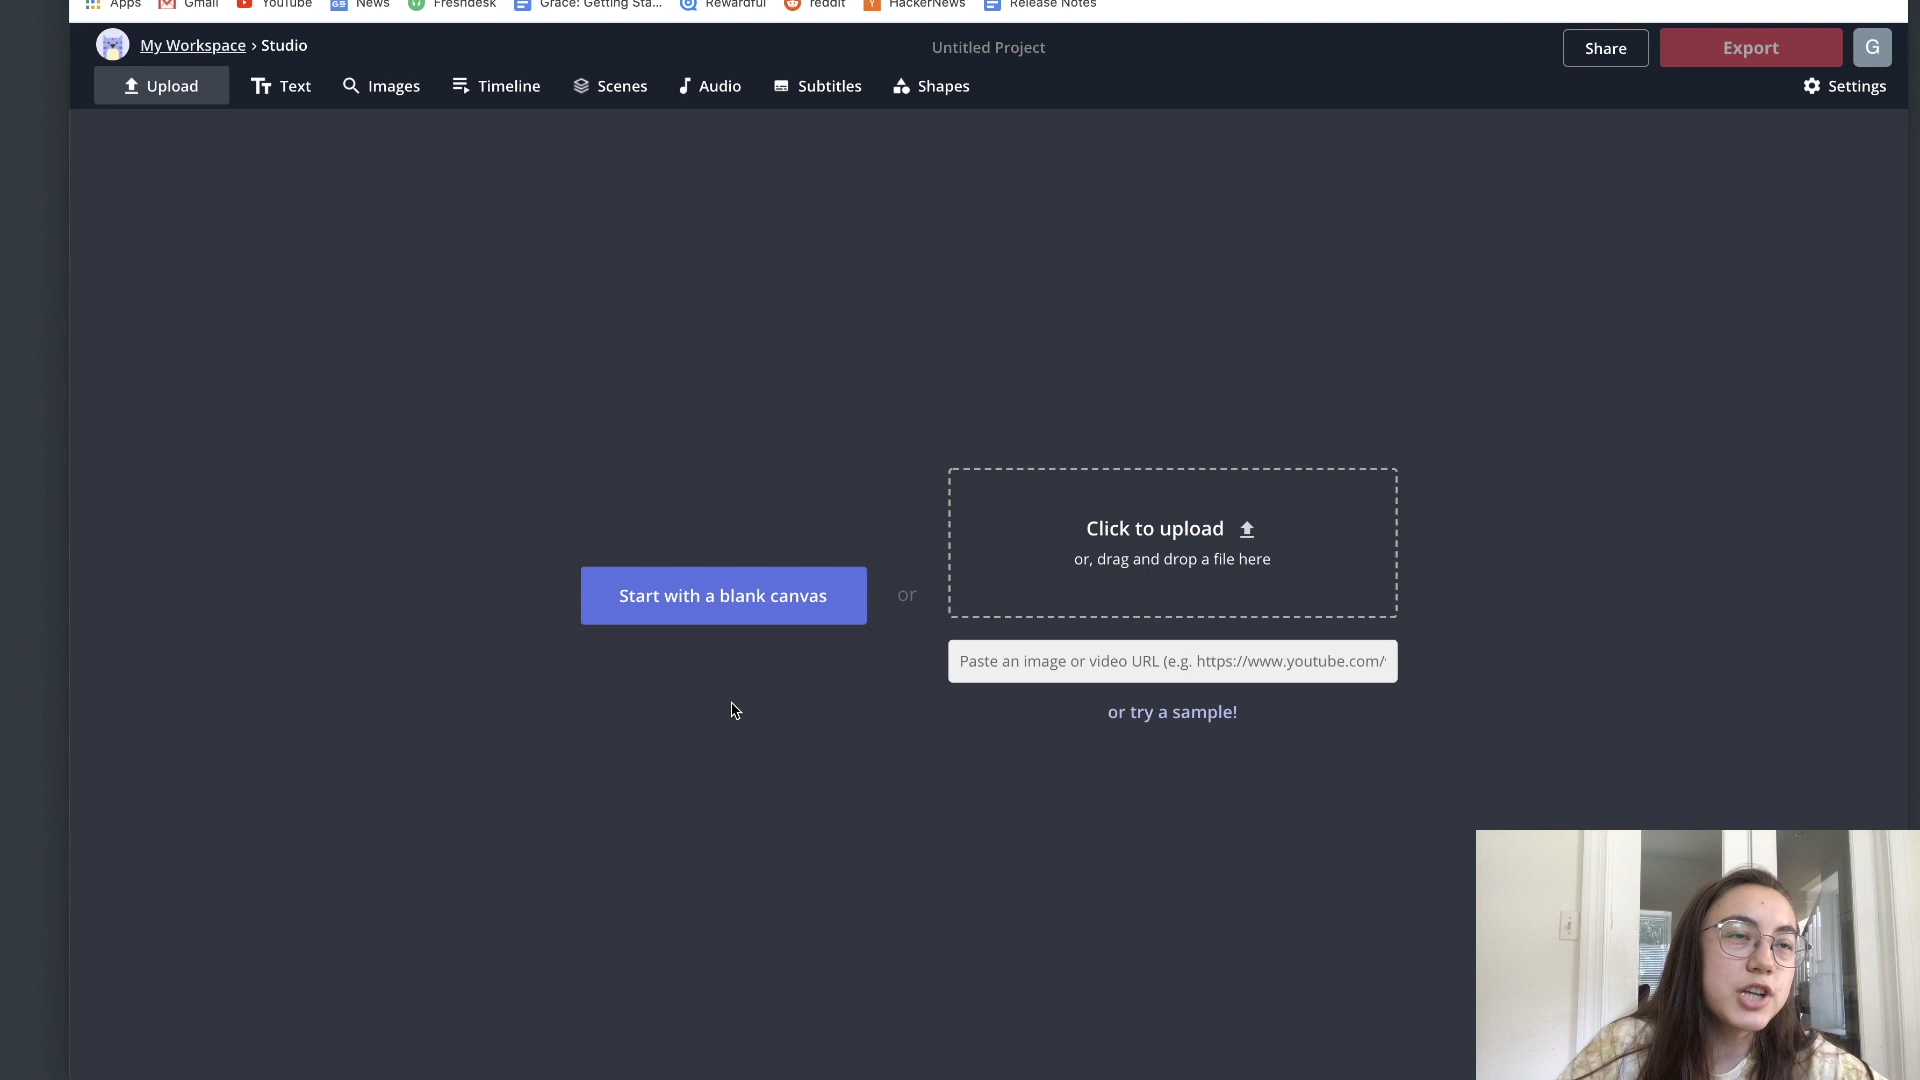 Apps Gmail YouTube News Freshdesk Grace: Getting Sta... Rewardful reddit HackerNews Release Notes
My Workspace › Studio Untitled Project Share Export G
Upload Text Images Timeline Scenes Audio Subtitles Shapes Settings
Click to upload
or, drag and drop a file here
Start with a blank canvas or
Paste an image or video URL (e.g. https://www.youtube.com/
or try a sample!